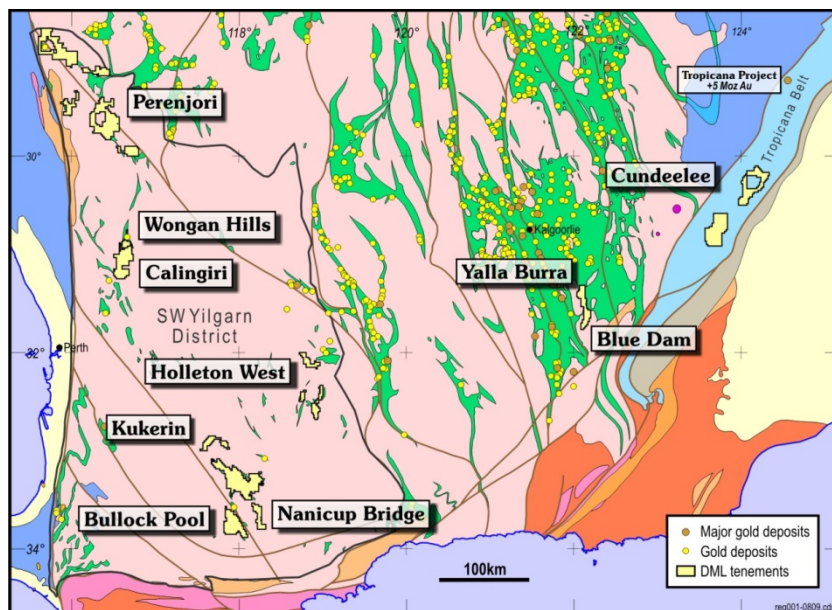 118°
120°
122°
124°
Tropicana Project
+5 Moz Au
Tropicana Belt
Perenjori
30°
Cundeelee
Wongan Hills
Kalgoorlie
Calingiri
Yalla Burra
SW Yilgarn
District
Blue Dam
Perth
32°
Holleton West
Kukerin
Bullock Pool
Nanicup Bridge
34°
100km
Major gold deposits
Gold deposits
DML tenements